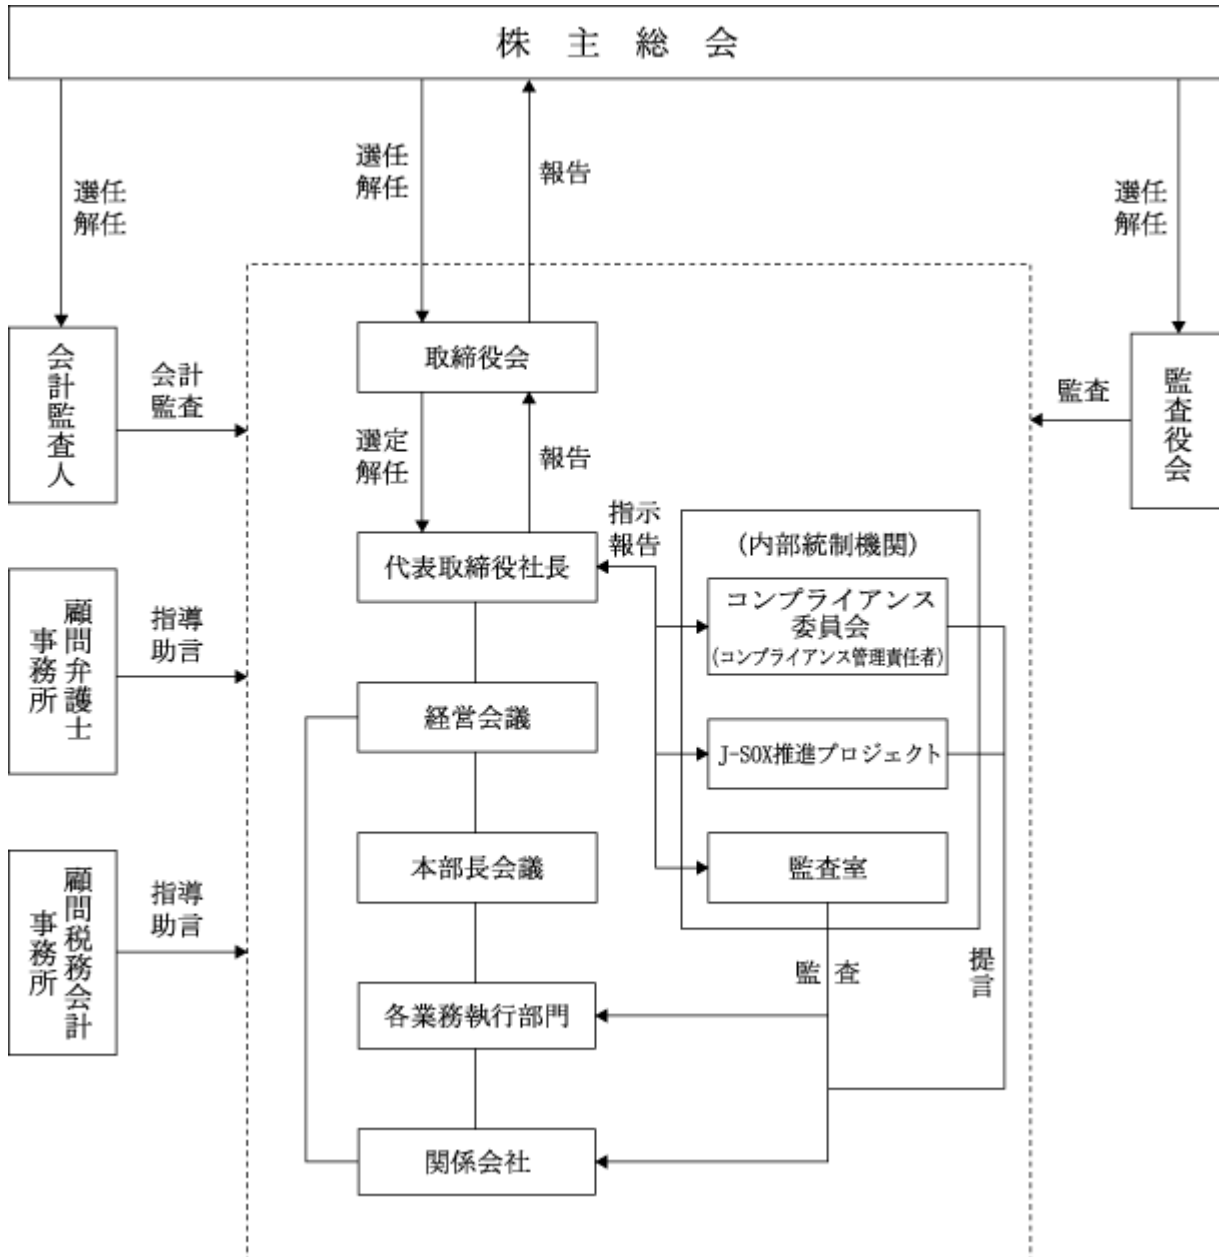 株主総会
選任
解任
選任
解任
報告
選任
解任
会計監査人
会計
監査
取締役会
監査
監査役会
選定
解任
報告
代表取締役社長
指示
報告
(内部統制機関)
コンプライアンス
委員会
(コンプライアンス管理責任者)
顧問弁護士
事務所
指導
助言
経営会議
J-SOX推進プロジェクト
本部長会議
監査室
顧問税務会計
事務所
指導
助言
監査
提言
各業務執行部門
関係会社